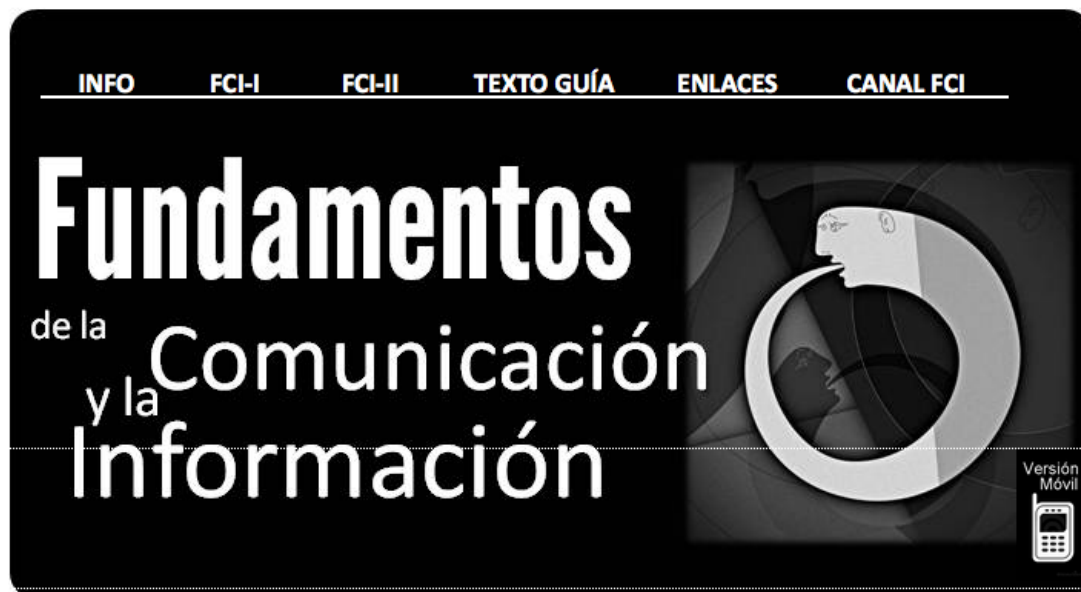 INFO FCI-I FCI-II TEXTO GUÍA ENLACES CANAL FCI
Fundamentos
de la
Comunicación
y la
Información
Versión
Móvil